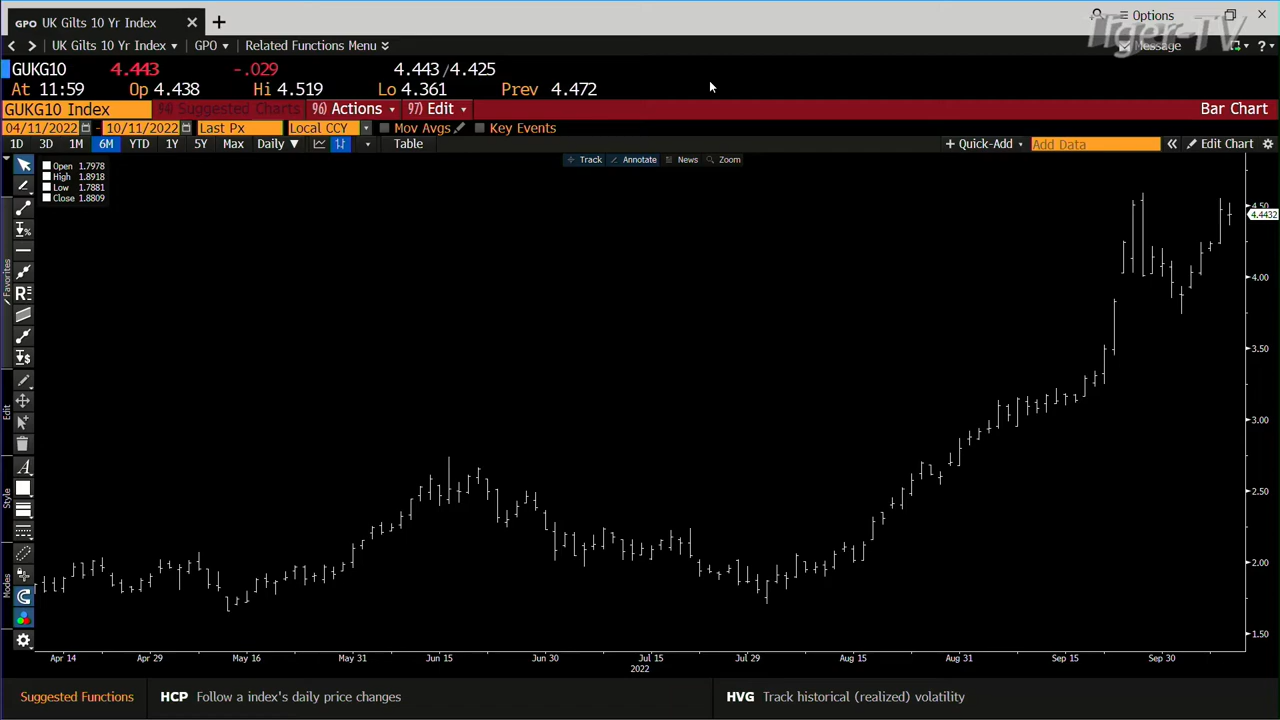 GPO UK Gilts 10 Yr Index ✕ +
Options
Tiger-TV
< > UK Gilts 10 Yr Index ▾ GPO ▾ Related Functions Menu
Message
?
GUKG10 4.443 -.029 4.443/4.425
At 11:59 Op 4.438 Hi 4.519 Lo 4.361 Prev 4.472
GUKG10 Index 98) Suggested Charts 96) Actions 97) Edit Bar Chart
04/11/2022 - 10/11/2022 Last Px Local CCY Mov Avgs Key Events
1D 3D 1M 6M YTD 1Y 5Y Max Daily ▼ Table + Quick-Add Add Data « Edit Chart
Track Annotate News Zoom
Open 1.7978
High 1.8918
Low 1.7881
Close 1.8809
Favorites
Edit
Style
Modes
4.50
4.4432
4.00
3.50
3.00
2.50
2.00
1.50
Apr 14 Apr 29 May 16 May 31 Jun 15 Jun 30 Jul 15 Jul 29 Aug 15 Aug 31 Sep 15 Sep 30
2022
Suggested Functions HCP Follow a index's daily price changes HVG Track historical (realized) volatility